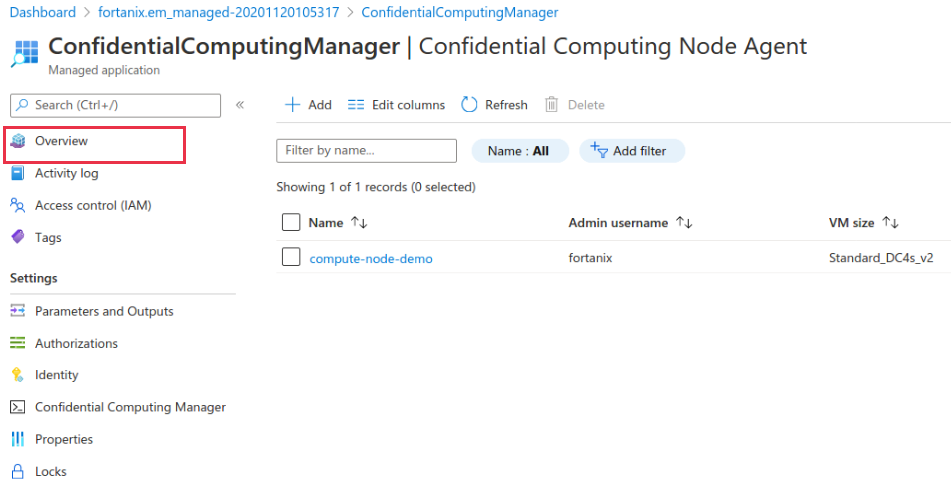 Dashboard > fortanix.em_managed-20201120105317 > ConfidentialComputingManager
ConfidentialComputingManager | Confidential Computing Node Agent
Managed application
Search (Ctrl+/)
«
Add
Edit columns
Refresh
Delete
Overview
Activity log
Access control (IAM)
Tags
Settings
Parameters and Outputs
Authorizations
Identity
Confidential Computing Manager
Properties
Locks
Filter by name...
Name : All
Add filter
Showing 1 of 1 records (0 selected)
Name ↑↓ Admin username ↑↓ VM size ↑↓
compute-node-demo fortanix Standard_DC4s_v2